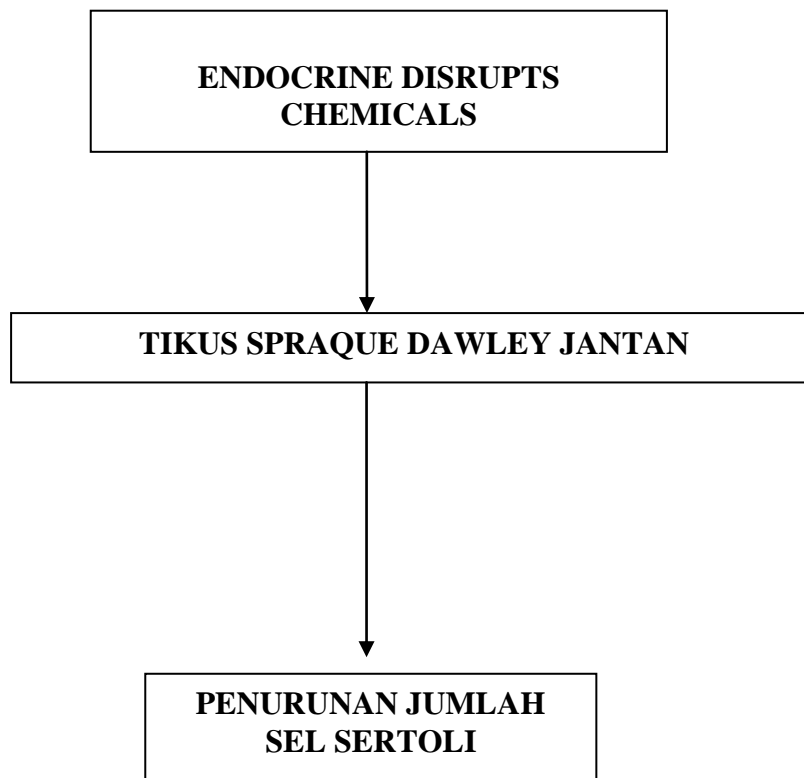 ENDOCRINE DISRUPTS
CHEMICALS
TIKUS SPRAQUE DAWLEY JANTAN
PENURUNAN JUMLAH
SEL SERTOLI